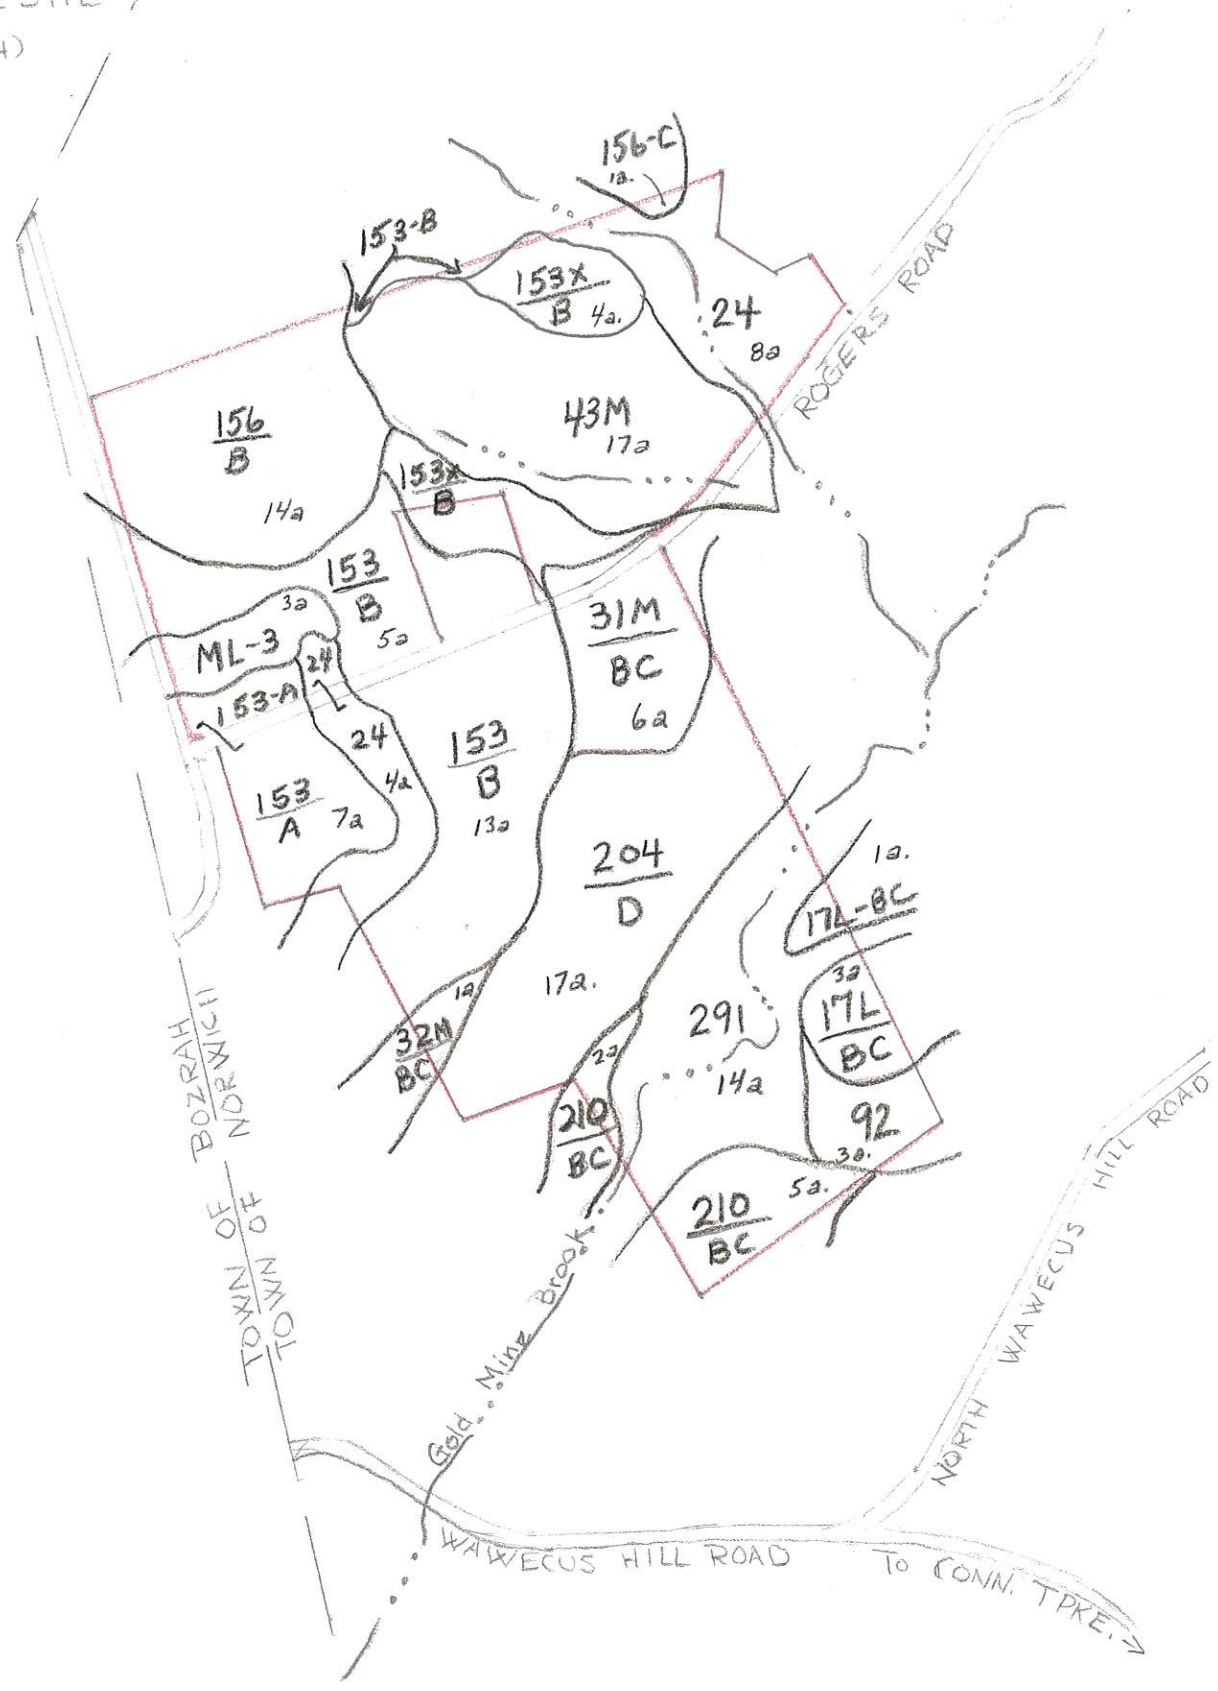 4)
156-C
1a.
153-B
153X
B 4a.
24
8a
ROGERS ROAD
43M
17a
156
B
14a
153X
B
153
B
5a
3a
ML-3
24
153-A
31M
BC
6a
24
4a
153
B
13a
153
A 7a
204
D
17a.
1a.
17L-BC
3a
17L
BC
1a
32M
BC
291
14a
2a
210
BC
92
3a.
5a.
210
BC
TOWN OF BOZRAH
TOWN OF NORWICH
Gold Mine Brook
NORTH WAWECUS HILL ROAD
WAWECUS HILL ROAD
TO CONN. TPKE.